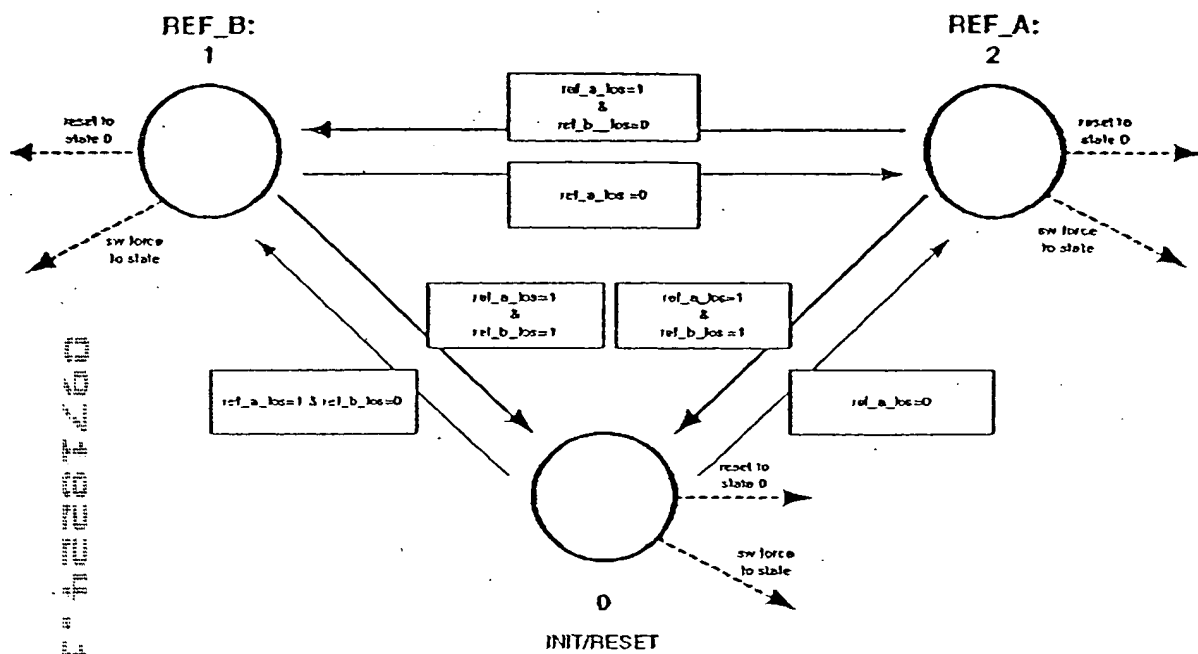 REF_B:
1
REF_A:
2
ref_a_los=1
&
ref_b_los=0
reset to
state 0
reset to
state 0
ref_a_los =0
sw force
to state
sw force
to state
ref_a_los=1
&
ref_b_los=1
ref_a_los=1
&
ref_b_los=1
ref_a_los=1 & ref_b_los=0
ref_a_los=0
reset to
state 0
sw force
to state
0
INIT/RESET